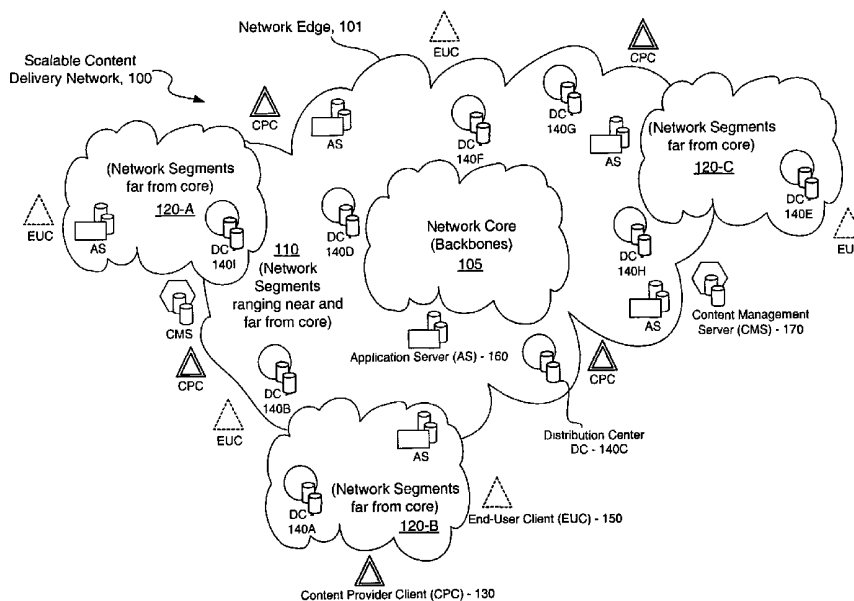 Network Edge, 101
EUC
CPC
Scalable Content
Delivery Network, 100
CPC
AS
DC
140F
DC
140G
AS
(Network Segments
far from core)
120-C
DC
140E
(Network Segments
far from core)
120-A
EUC
AS
DC
140I
DC
140D
110
(Network
Segments
ranging near and
far from core)
Network Core
(Backbones)
105
DC
140H
EU
CMS
AS
Content Management
Server (CMS) - 170
Application Server (AS) - 160
CPC
CPC
DC
140B
EUC
AS
Distribution Center
DC - 140C
(Network Segments
far from core)
120-B
DC
140A
End-User Client (EUC) - 150
Content Provider Client (CPC) - 130